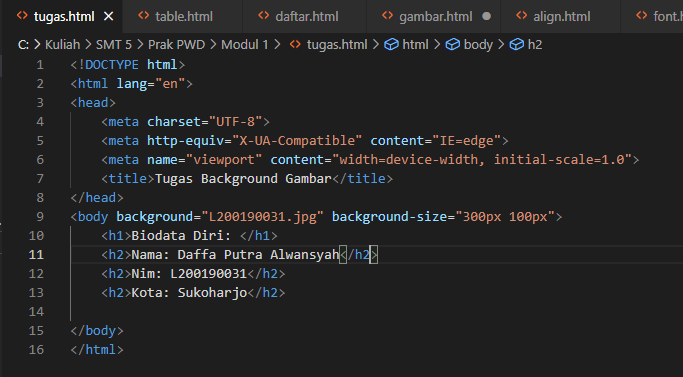 tugas.html × table.html daftar.html gambar.html align.html font.h
C: > Kuliah > SMT 5 > Prak PWD > Modul 1 > tugas.html > html > body > h2
1 <!DOCTYPE html>
2 <html lang="en">
3 <head>
4 <meta charset="UTF-8">
5 <meta http-equiv="X-UA-Compatible" content="IE=edge">
6 <meta name="viewport" content="width=device-width, initial-scale=1.0">
7 <title>Tugas Background Gambar</title>
8 </head>
9 <body background="L200190031.jpg" background-size="300px 100px">
10 <h1>Biodata Diri: </h1>
11 <h2>Nama: Daffa Putra Alwansyah</h2>
12 <h2>Nim: L200190031</h2>
13 <h2>Kota: Sukoharjo</h2>
14
15 </body>
16 </html>